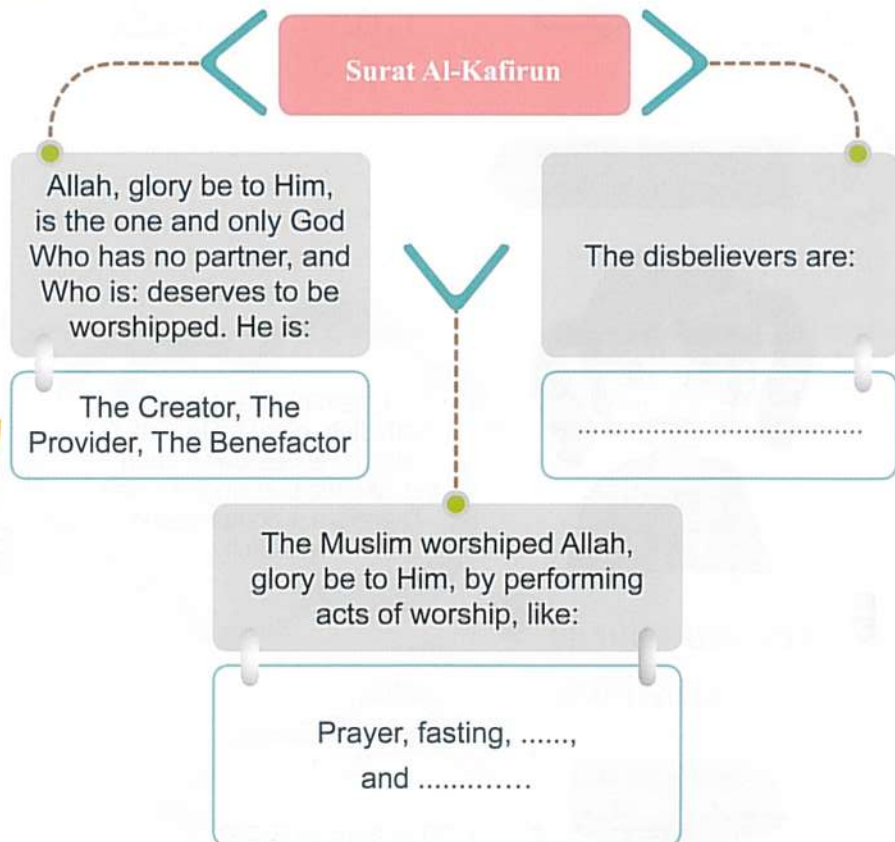 Surat Al-Kafirun
Allah, glory be to Him,
is the one and only God
Who has no partner, and
Who is: deserves to be
worshipped. He is:
The Creator, The
Provider, The Benefactor
The disbelievers are:
.......................................
The Muslim worshiped Allah,
glory be to Him, by performing
acts of worship, like:
Prayer, fasting, ......,
and .............